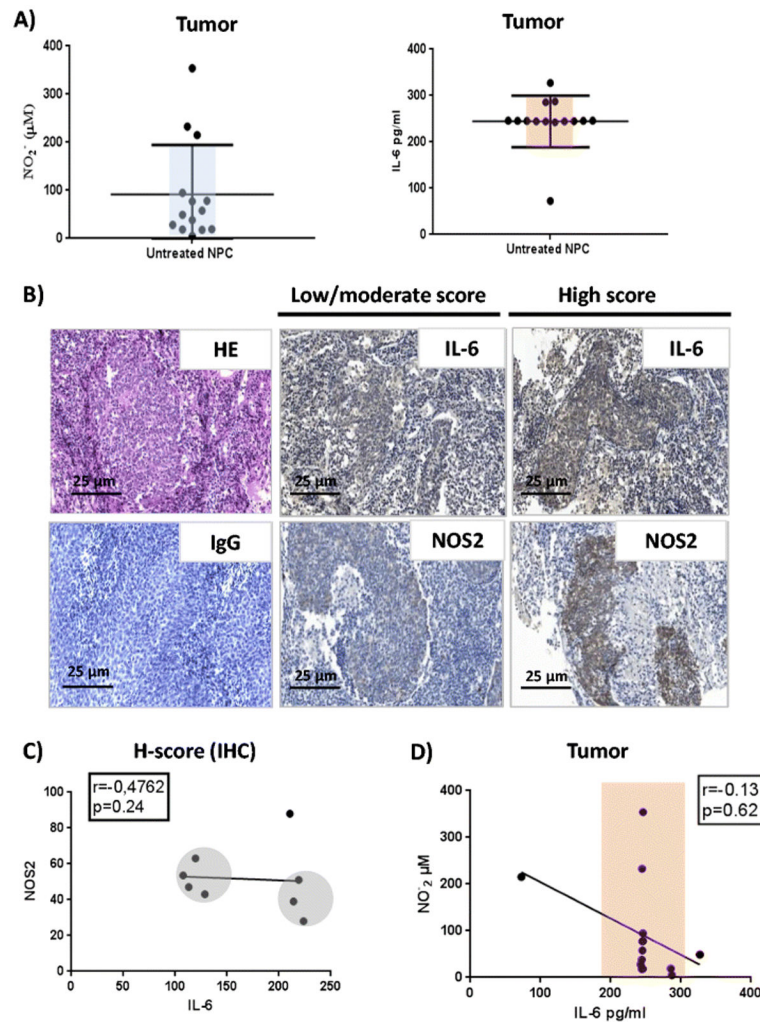 A)
Tumor
400
300
200
100
0
NO₂⁻ (μM)
Untreated NPC
Tumor
400
300
200
100
0
IL-6 pg/ml
Untreated NPC
B)
Low/moderate score
High score
HE
25 μm
IL-6
25 μm
IL-6
25 μm
IgG
25 μm
NOS2
25 μm
NOS2
25 μm
C)
H-score (IHC)
r=-0,4762
p=0.24
100
80
60
40
20
0
NOS2
0 50 100 150 200 250
IL-6
D)
Tumor
r=-0.13
p=0.62
400
300
200
100
0
NO⁻₂ μM
0 100 200 300 400
IL-6 pg/ml